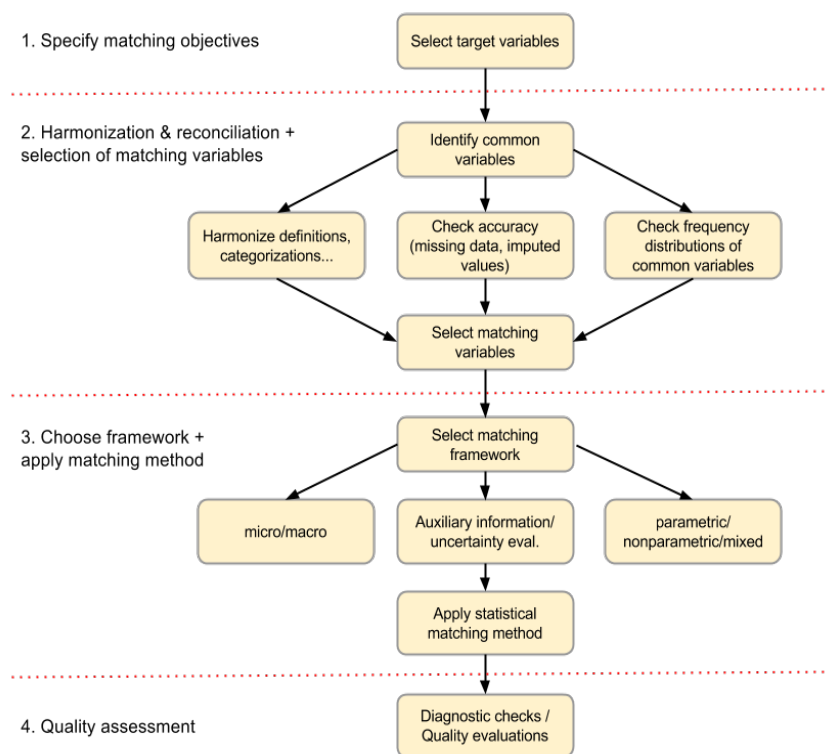 1. Specify matching objectives
Select target variables
2. Harmonization & reconciliation +
selection of matching variables
Identify common
variables
Harmonize definitions,
categorizations...
Check accuracy
(missing data, imputed
values)
Check frequency
distributions of
common variables
Select matching
variables
3. Choose framework +
apply matching method
Select matching
framework
micro/macro
Auxiliary information/
uncertainty eval.
parametric/
nonparametric/mixed
Apply statistical
matching method
4. Quality assessment
Diagnostic checks /
Quality evaluations